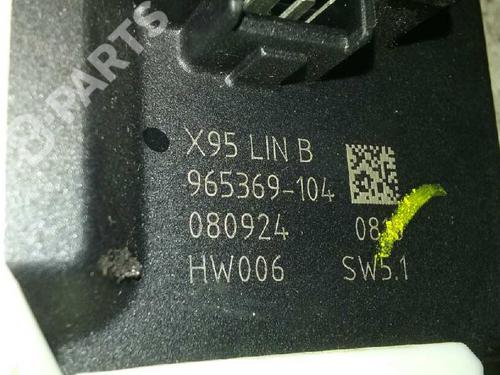 B PARTS
X95 LIN B
965369-104
080924
HW006 SW5.1